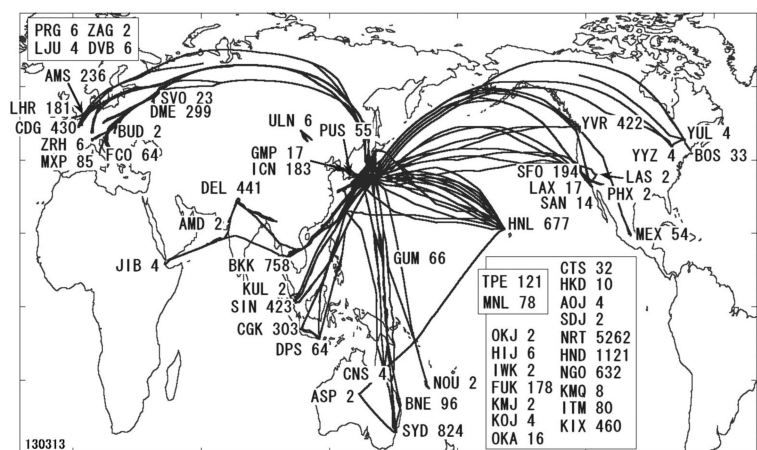 PRG 6 ZAG 2
LJU 4 DVB 6
AMS 236
LHR 181
CDG 430
ZRH 6
MXP 85
SVO 23
DME 299
BUD 2
FCO 64
ULN 6
PUS 55
GMP 17
ICN 183
DEL 441
AMD 2
JIB 4
BKK 758
KUL 2
SIN 423
CGK 303
DPS 64
GUM 66
CNS 4
ASP 2
NOU 2
BNE 96
SYD 824
HNL 677
YVR 422
YUL 4
YYZ 4
BOS 33
SFO 194
LAS 2
LAX 17
PHX 2
SAN 14
MEX 54
TPE 121
MNL 78
CTS 32
HKD 10
AOJ 4
SDJ 2
OKJ 2 NRT 5262
HIJ 6 HND 1121
IWK 2 NGO 632
FUK 178 KMQ 8
KMJ 2 ITM 80
KOJ 4 KIX 460
OKA 16
130313